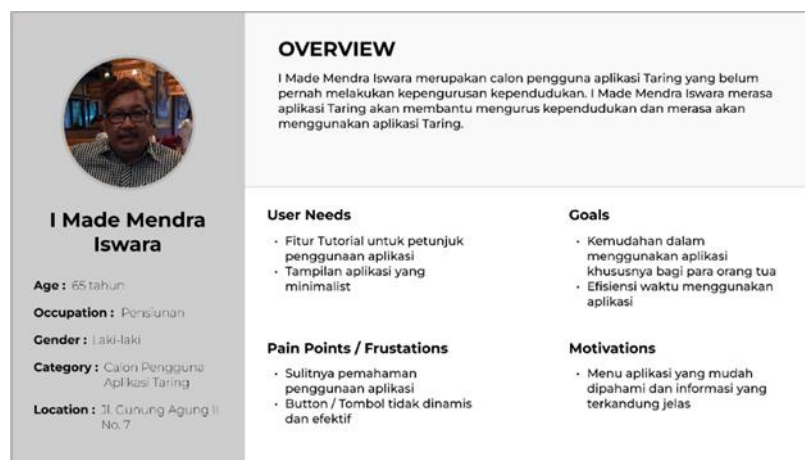 I Made Mendra
Iswara
Age : 65 tahun
Occupation : Pensiunan
Gender : Laki-laki
Category : Calon Pengguna
Aplikasi Taring
Location : Jl. Gunung Agung II
No. 7
OVERVIEW
I Made Mendra Iswara merupakan calon pengguna aplikasi Taring yang belum
pernah melakukan kepengurusan kependudukan. I Made Mendra Iswara merasa
aplikasi Taring akan membantu mengurus kependudukan dan merasa akan
menggunakan aplikasi Taring.
User Needs
• Fitur Tutorial untuk petunjuk
penggunaan aplikasi
• Tampilan aplikasi yang
minimalist
Goals
• Kemudahan dalam
menggunakan aplikasi
khususnya bagi para orang tua
• Efisiensi waktu menggunakan
aplikasi
Pain Points / Frustations
• Sulitnya pemahaman
penggunaan aplikasi
• Button / Tombol tidak dinamis
dan efektif
Motivations
• Menu aplikasi yang mudah
dipahami dan informasi yang
terkandung jelas